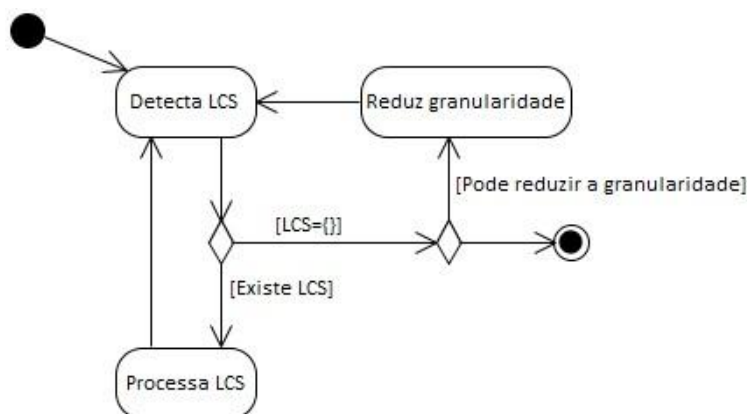 Detecta LCS
Reduz granularidade
[Pode reduzir a granularidade]
[LCS={}]
[Existe LCS]
Processa LCS